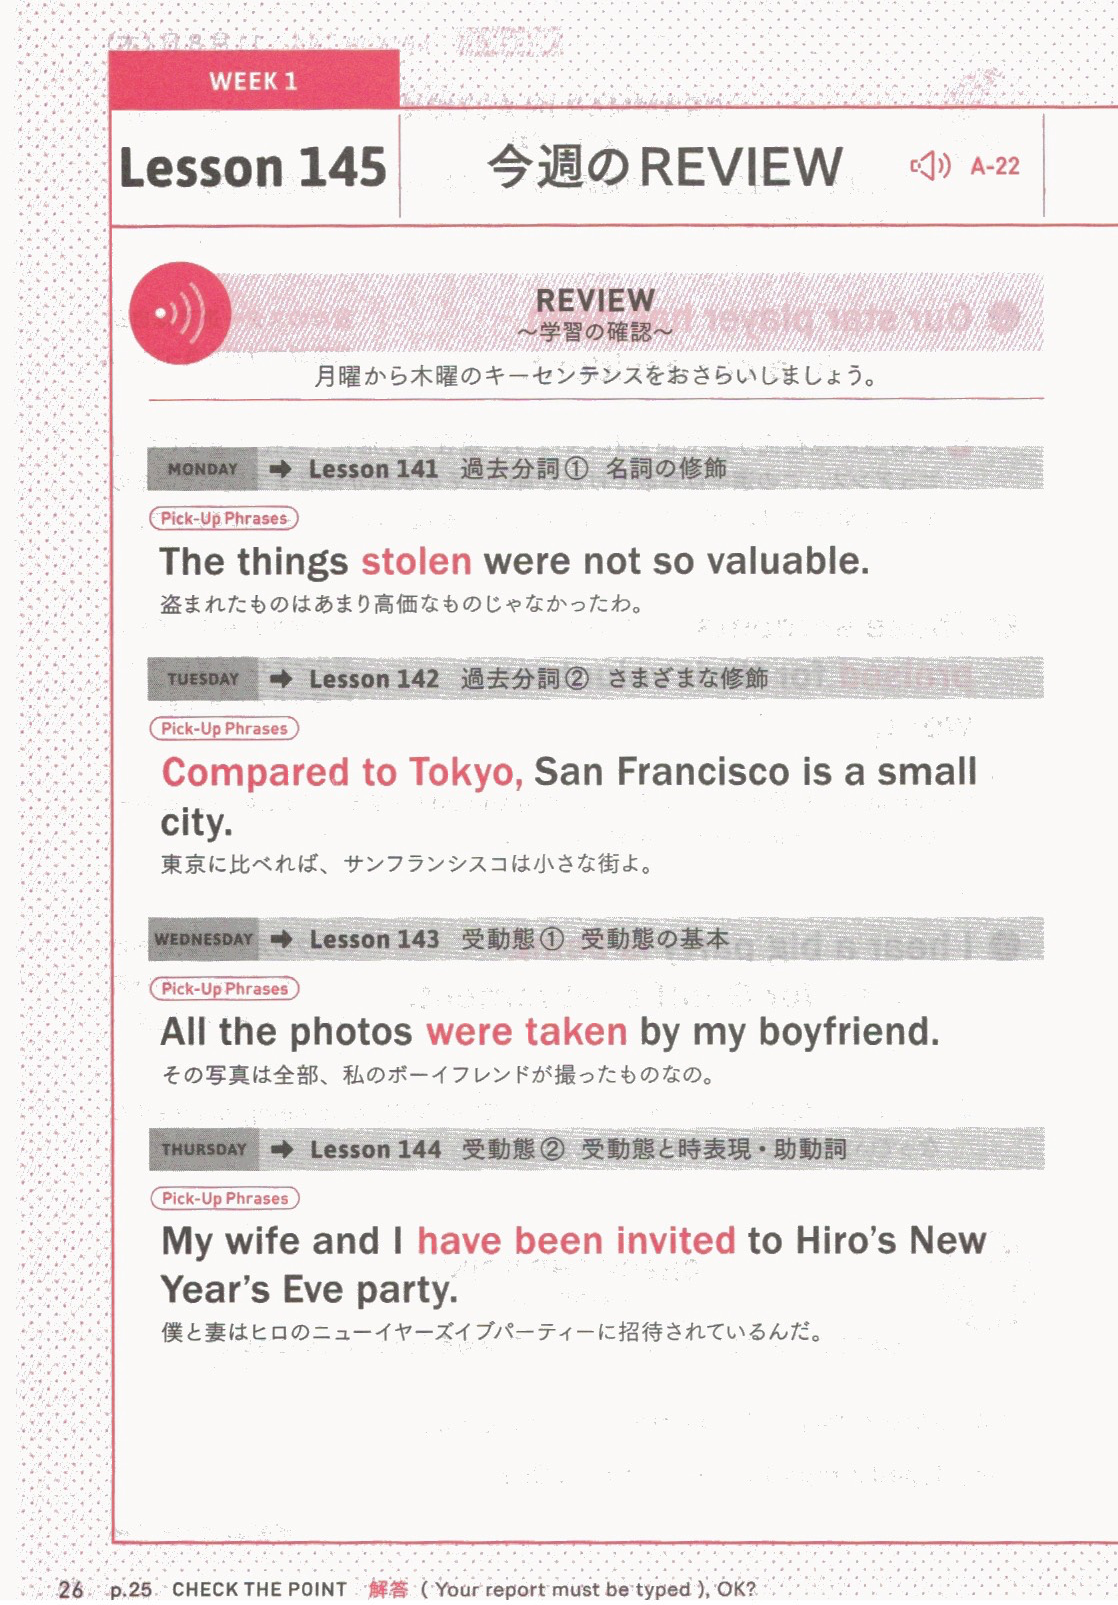 WEEK 1
Lesson 145
今週のREVIEW
A-22
REVIEW
〜学習の確認〜
月曜から木曜のキーセンテンスをおさらいしましょう。
MONDAY → Lesson 141 過去分詞① 名詞の修飾
Pick-Up Phrases
The things stolen were not so valuable.
盗まれたものはあまり高価なものじゃなかったわ。
TUESDAY → Lesson 142 過去分詞② さまざまな修飾
Pick-Up Phrases
Compared to Tokyo, San Francisco is a small
city.
東京に比べれば、サンフランシスコは小さな街よ。
WEDNESDAY → Lesson 143 受動態① 受動態の基本
Pick-Up Phrases
All the photos were taken by my boyfriend.
その写真は全部、私のボーイフレンドが撮ったものなの。
THURSDAY → Lesson 144 受動態② 受動態と時表現・助動詞
Pick-Up Phrases
My wife and I have been invited to Hiro's New
Year's Eve party.
僕と妻はヒロのニューイヤーズイブパーティーに招待されているんだ。
26 p.25 CHECK THE POINT 解答 ( Your report must be typed ), OK?